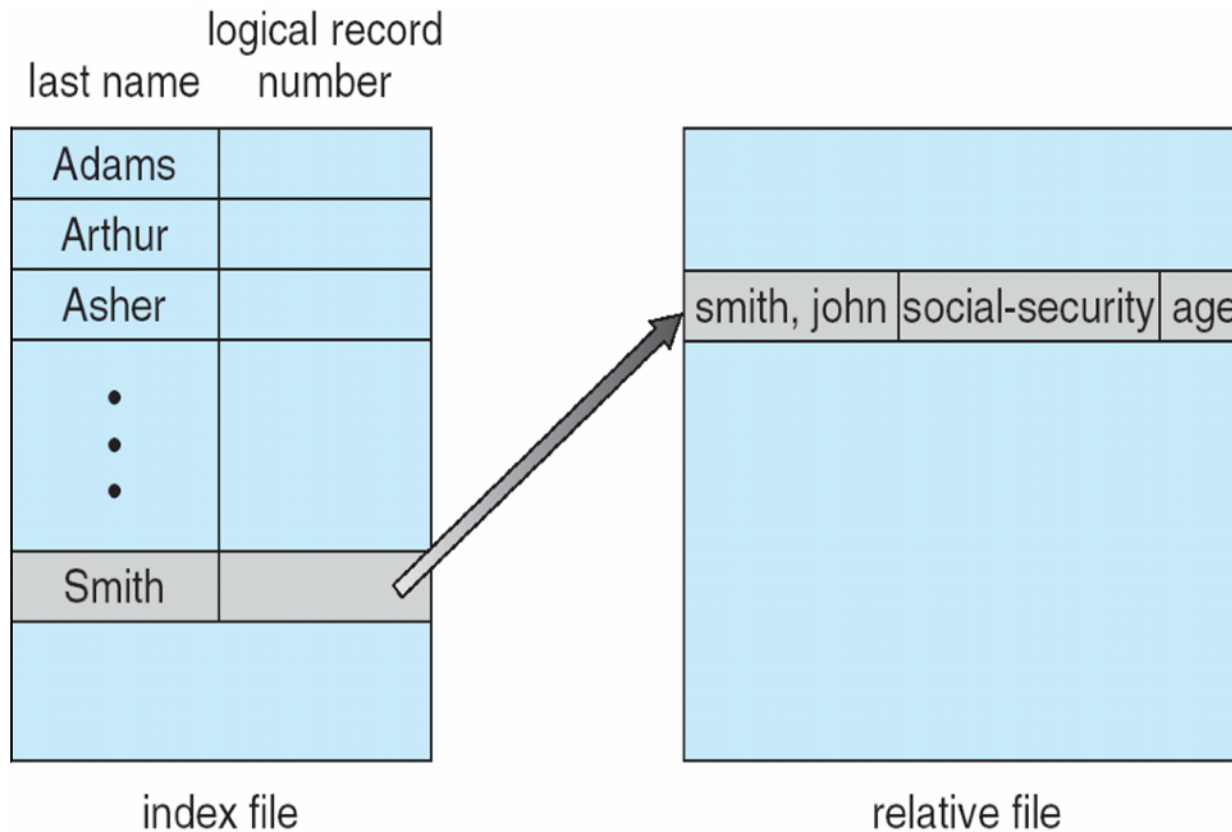 logical record
last name number
Adams
Arthur
Asher
smith, john social-security age
Smith
index file relative file